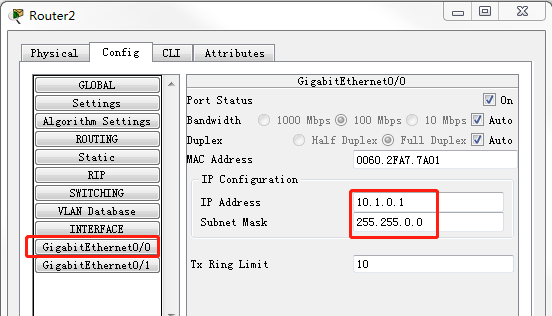 Router2
Physical Config CLI Attributes
GLOBAL
Settings
Algorithm Settings
ROUTING
Static
RIP
SWITCHING
VLAN Database
INTERFACE
GigabitEthernet0/0
GigabitEthernet0/1
GigabitEthernet0/0
Port Status On
Bandwidth 1000 Mbps 100 Mbps 10 Mbps Auto
Duplex Half Duplex Full Duplex Auto
MAC Address 0060.2FA7.7A01
IP Configuration
IP Address 10.1.0.1
Subnet Mask 255.255.0.0
Tx Ring Limit 10